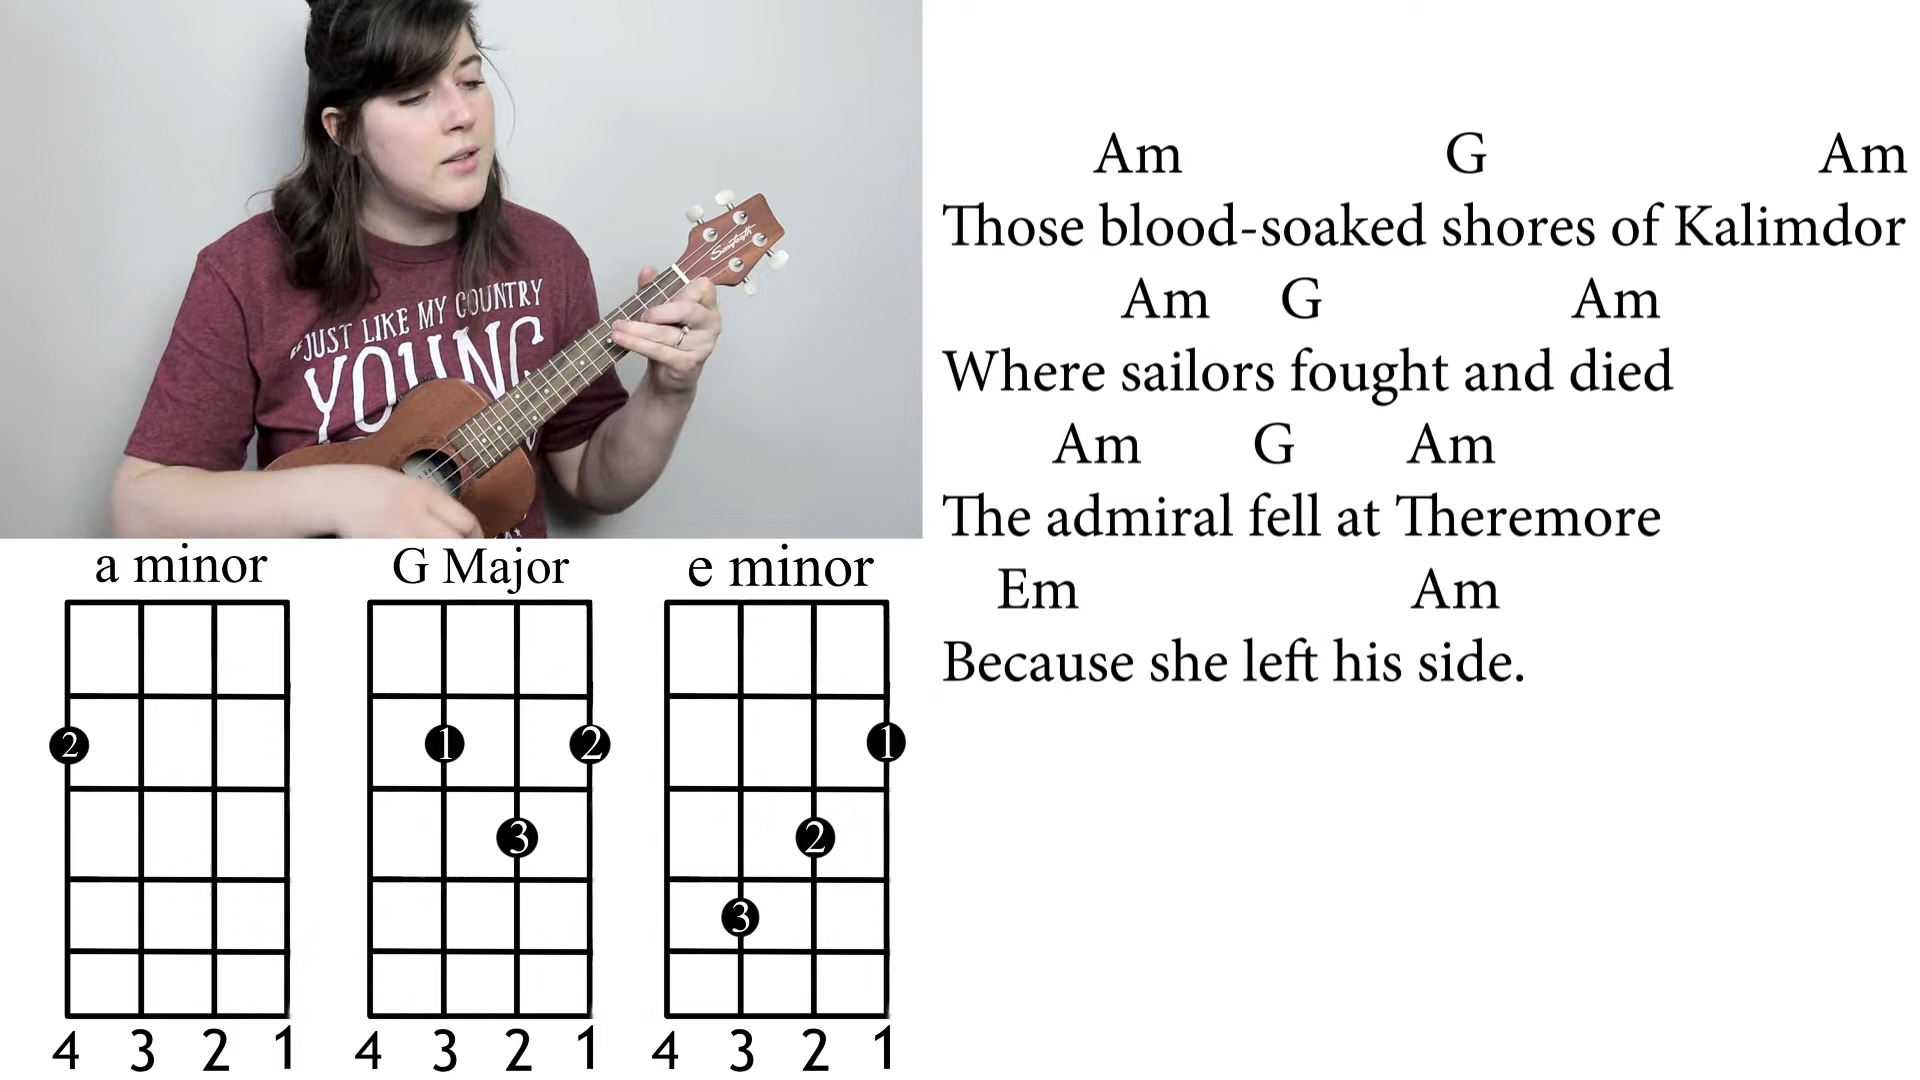 Am G Am
Those blood-soaked shores of Kalimdor
Am G Am
Where sailors fought and died
Am G Am
The admiral fell at Theremore
Em Am
Because she left his side.
"JUST LIKE MY COUNTRY
YOUNG
a minor
2
4 3 2 1
G Major
1 2
3
4 3 2 1
e minor
1
2
3
4 3 2 1